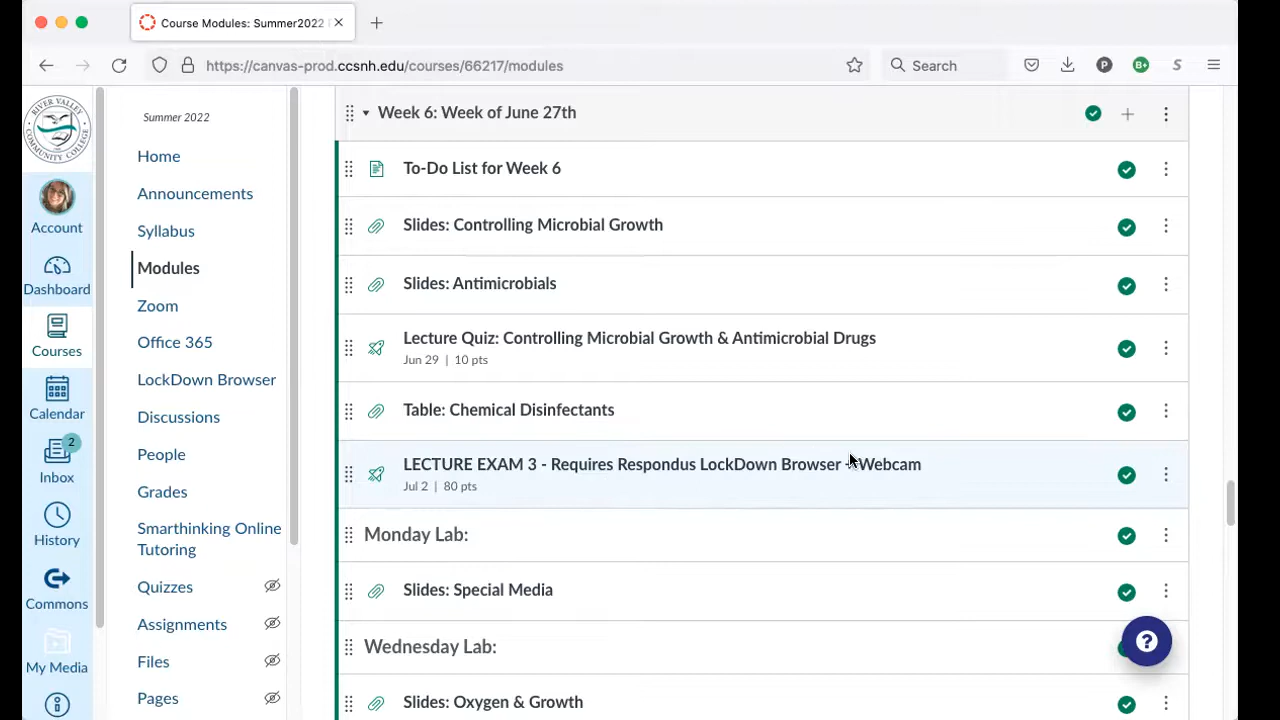 Course Modules: Summer2022
https://canvas-prod.ccsnh.edu/courses/66217/modules
Search
P
B+
S
RIVER VALLEY
COMMUNITY COLLEGE
Account
Dashboard
Courses
Calendar
2
Inbox
History
Commons
My Media
Summer 2022
Home
Announcements
Syllabus
Modules
Zoom
Office 365
LockDown Browser
Discussions
People
Grades
Smarthinking Online
Tutoring
Quizzes
Assignments
Files
Pages
Week 6: Week of June 27th
To-Do List for Week 6
Slides: Controlling Microbial Growth
Slides: Antimicrobials
Lecture Quiz: Controlling Microbial Growth & Antimicrobial Drugs
Jun 29 | 10 pts
Table: Chemical Disinfectants
LECTURE EXAM 3 - Requires Respondus LockDown Browser Webcam
Jul 2 | 80 pts
Monday Lab:
Slides: Special Media
Wednesday Lab:
Slides: Oxygen & Growth
?